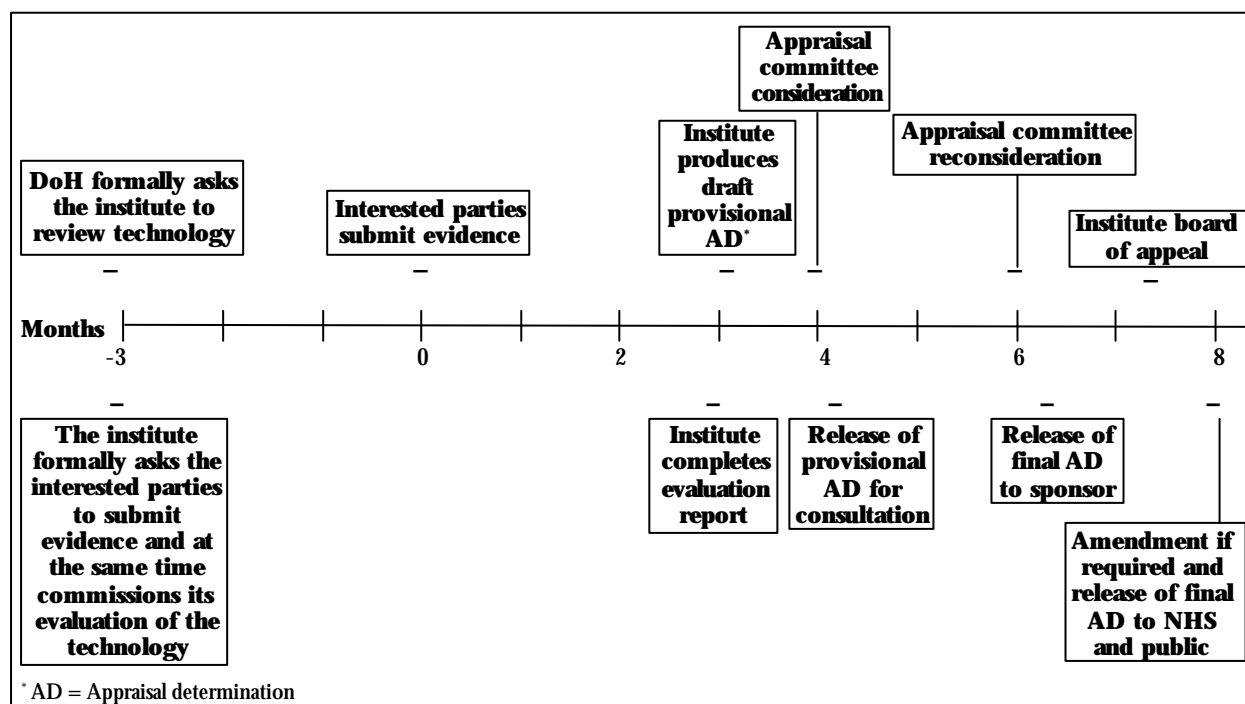 Appraisal
committee
consideration
Institute
produces
draft
provisional
AD*
Appraisal committee
reconsideration
DoH formally asks
the institute to
review technology
Interested parties
submit evidence
Institute board
of appeal
Months
-3 0 2 4 6 8
The institute
formally asks the
interested parties
to submit
evidence and at
the same time
commissions its
evaluation of the
technology
Institute
completes
evaluation
report
Release of
provisional
AD for
consultation
Release of
final AD
to sponsor
Amendment if
required and
release of final
AD to NHS
and public
* AD = Appraisal determination